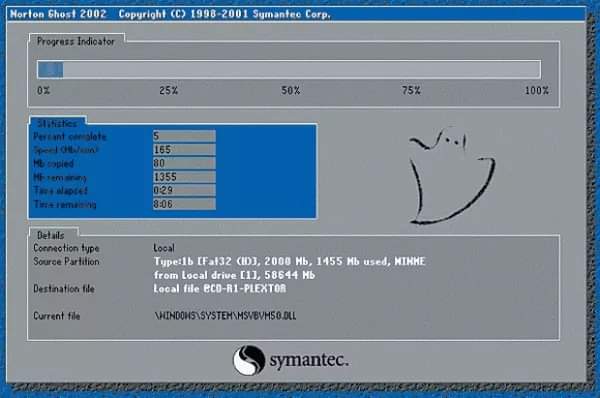 Norton Ghost 2002 Copyright (C) 1998-2001 Symantec Corp.
Progress Indicator
0% 25% 50% 75% 100%
Statistics
Percent complete 5
Speed (Mb/min) 165
Mb copied 80
Mb remaining 1355
Time elapsed 0:29
Time remaining 8:06
Details
Connection type Local
Source Partition Type:1b [Fat32 (H)], 2000 Mb, 1455 Mb used, WINME
from Local drive [1], 58644 Mb
Destination file Local file @CD-R1-PLEXTOR
Current file \WINDOWS\SYSTEM\MSVBVM50.DLL
symantec.